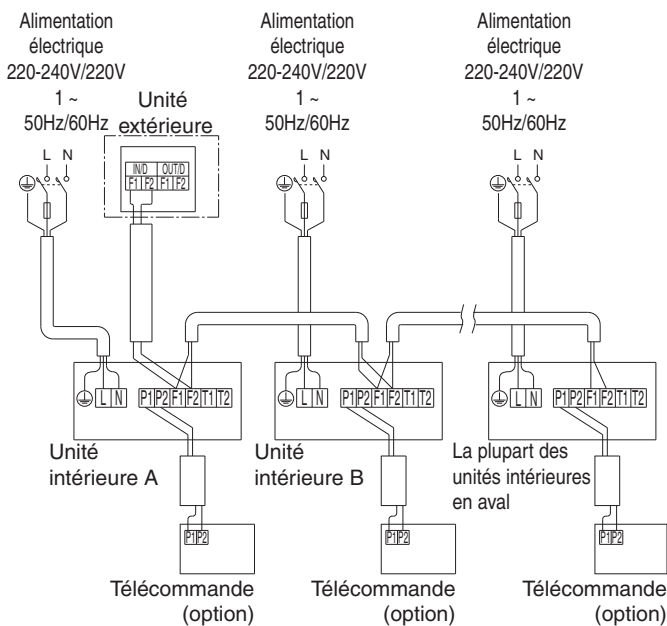 Alimentation
électrique
220-240V/220V
1 ~
50Hz/60Hz
Alimentation
électrique
220-240V/220V
1 ~
50Hz/60Hz
Alimentation
électrique
220-240V/220V
1 ~
50Hz/60Hz
Unité
extérieure
L N
L N
L N
IN/D OUT/D
F1 F2 F1 F2
L N P1 P2 F1 F2 T1 T2
L N P1 P2 F1 F2 T1 T2
L N P1 P2 F1 F2 T1 T2
Unité
intérieure A
Unité
intérieure B
La plupart des
unités intérieures
en aval
P1 P2
P1 P2
P1 P2
Télécommande
(option)
Télécommande
(option)
Télécommande
(option)